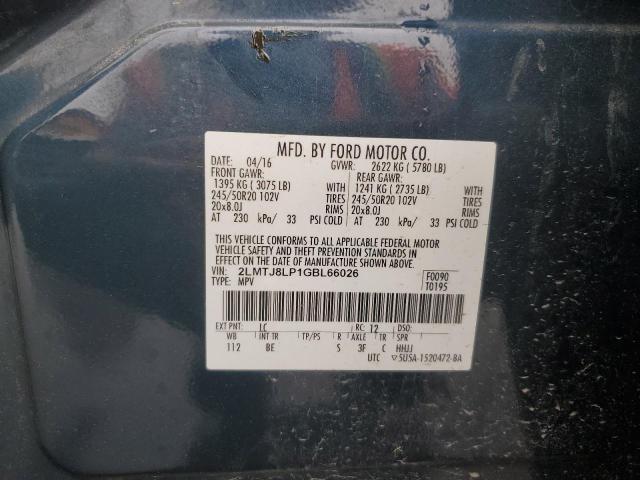 MFD. BY FORD MOTOR CO.
DATE: 04/16 GVWR: 2622 KG ( 5780 LB)
FRONT GAWR: REAR GAWR:
1395 KG ( 3075 LB) WITH 1241 KG ( 2735 LB) WITH
245/50R20 102V TIRES 245/50R20 102V TIRES
20x8.0J RIMS 20x8.0J RIMS
AT 230 kPa/ 33 PSI COLD AT 230 kPa/ 33 PSI COLD
THIS VEHICLE CONFORMS TO ALL APPLICABLE FEDERAL MOTOR
VEHICLE SAFETY AND THEFT PREVENTION STANDARDS IN
EFFECT ON THE DATE OF MANUFACTURE SHOWN ABOVE.
VIN: 2LMTJ8LP1GBL66026 F0090
TYPE: MPV T0195
EXT PNT: LC RC: 12 DSO:
WB INT TR TP/PS R AXLE TR SPR
112 BE S 3F C HHJJ
UTC ▽5USA-1520472-BA